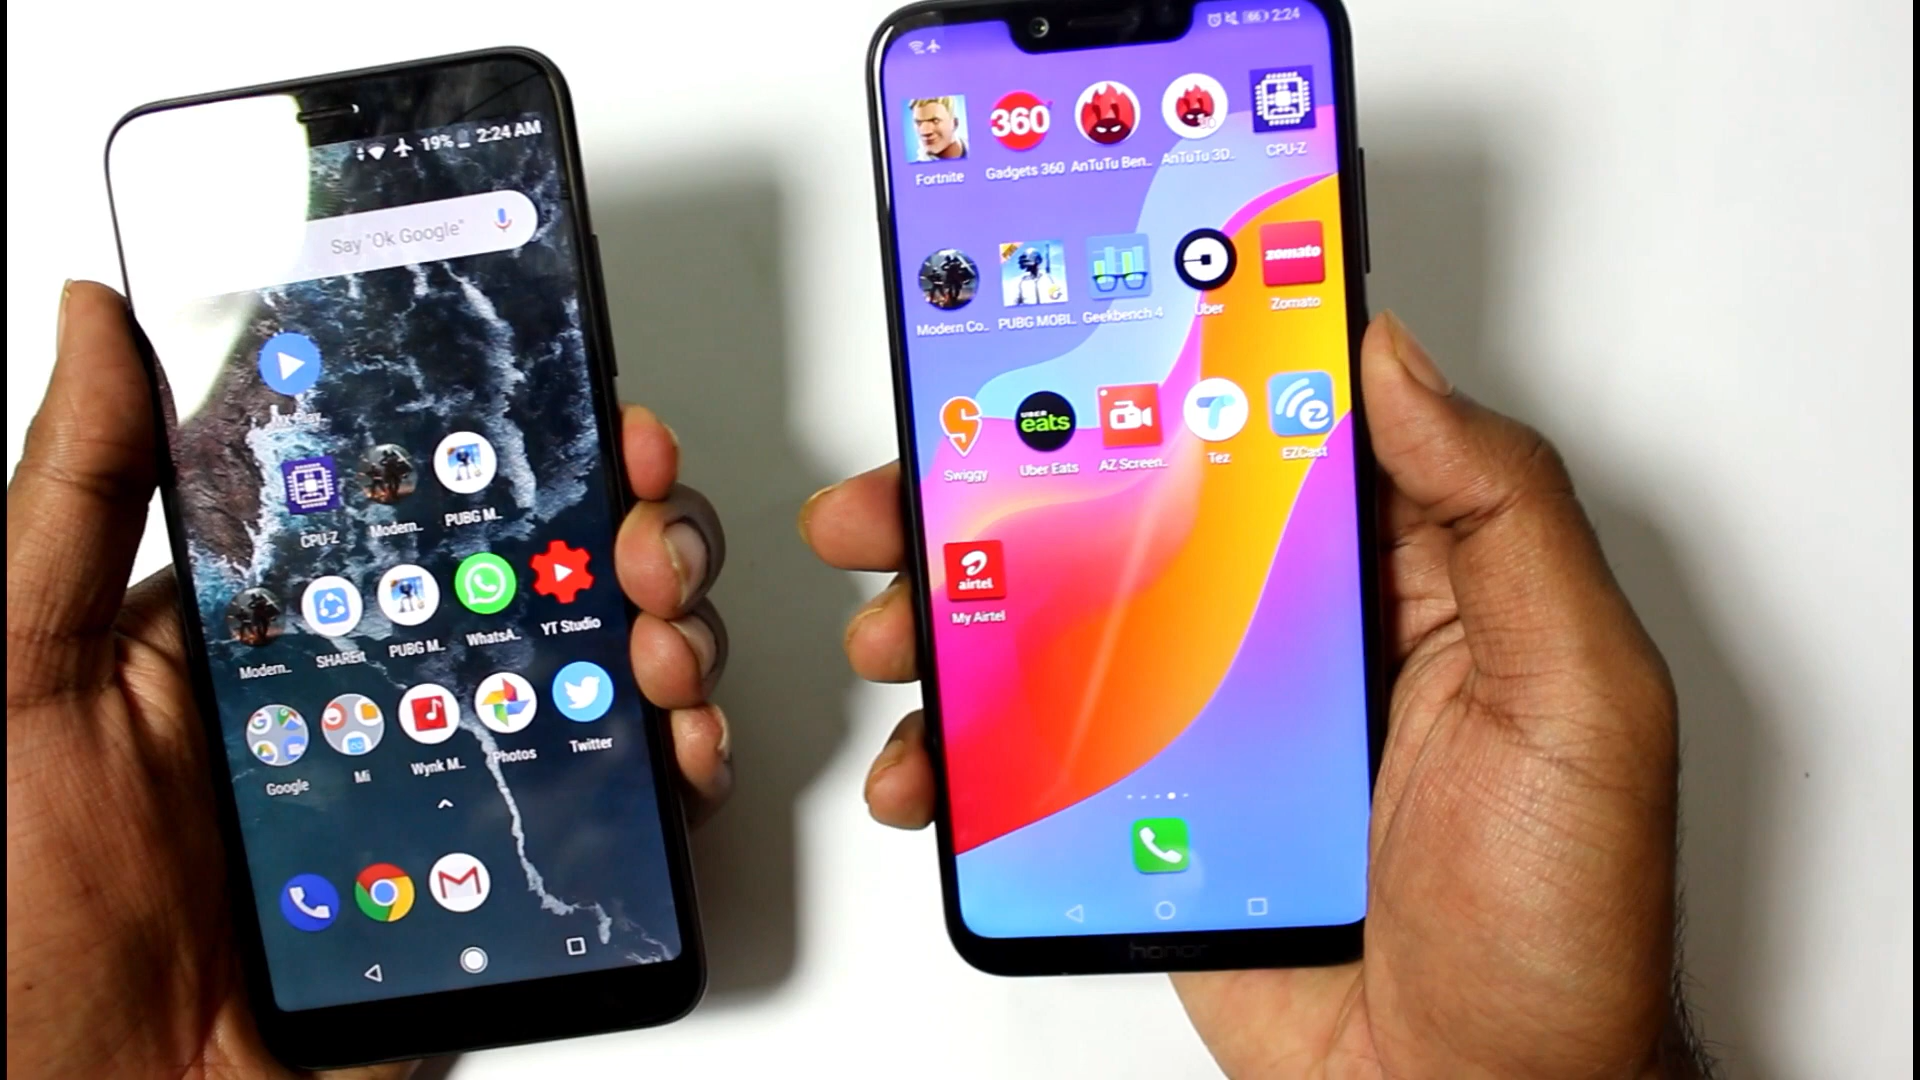 19% 2:24 AM
Say "Ok Google"
CPU-Z
Modern..
PUBG M..
Modern..
SHAREit
PUBG M..
WhatsA..
YT Studio
Google
Mi
Wynk M..
Photos
Twitter
66 2:24
360
Fortnite
Gadgets 360
AnTuTu Ben..
AnTuTu 3D..
CPU-Z
zomato
Modern Co..
PUBG MOBI..
Geekbench 4
Uber
Zomato
UBER
eats
Swiggy
Uber Eats
AZ Screen..
Tez
EZCast
airtel
My Airtel
honor